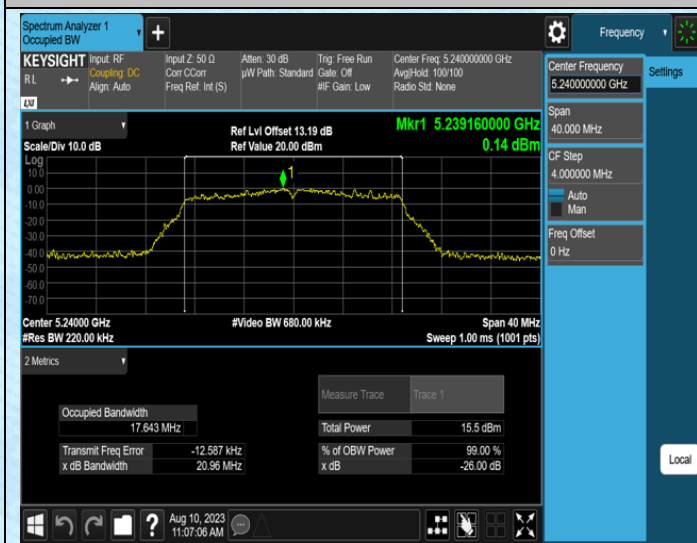 Spectrum Analyzer 1
Occupied BW
Frequency
KEYSIGHT
R L
LXI
Input: RF
Coupling: DC
Align: Auto
Input Z: 50 Ω
Corr CCorr
Freq Ref: Int (S)
Atten: 30 dB
µW Path: Standard
Trig: Free Run
Gate: Off
#IF Gain: Low
Center Freq: 5.240000000 GHz
Avg|Hold: 100/100
Radio Std: None
Center Frequency
5.240000000 GHz
Settings
Span
40.000 MHz
CF Step
4.000000 MHz
Auto
Man
Freq Offset
0 Hz
1 Graph
Scale/Div 10.0 dB
Ref Lvl Offset 13.19 dB
Ref Value 20.00 dBm
Mkr1 5.239160000 GHz
0.14 dBm
Log
10.0
0.00
-10.0
-20.0
-30.0
-40.0
-50.0
-60.0
-70.0
1
Center 5.24000 GHz
#Res BW 220.00 kHz
#Video BW 680.00 kHz
Span 40 MHz
Sweep 1.00 ms (1001 pts)
2 Metrics
Measure Trace Trace 1
Occupied Bandwidth
17.643 MHz
Total Power 15.5 dBm
Transmit Freq Error -12.587 kHz
x dB Bandwidth 20.96 MHz
% of OBW Power 99.00 %
x dB -26.00 dB
Local
?
Aug 10, 2023
11:07:06 AM